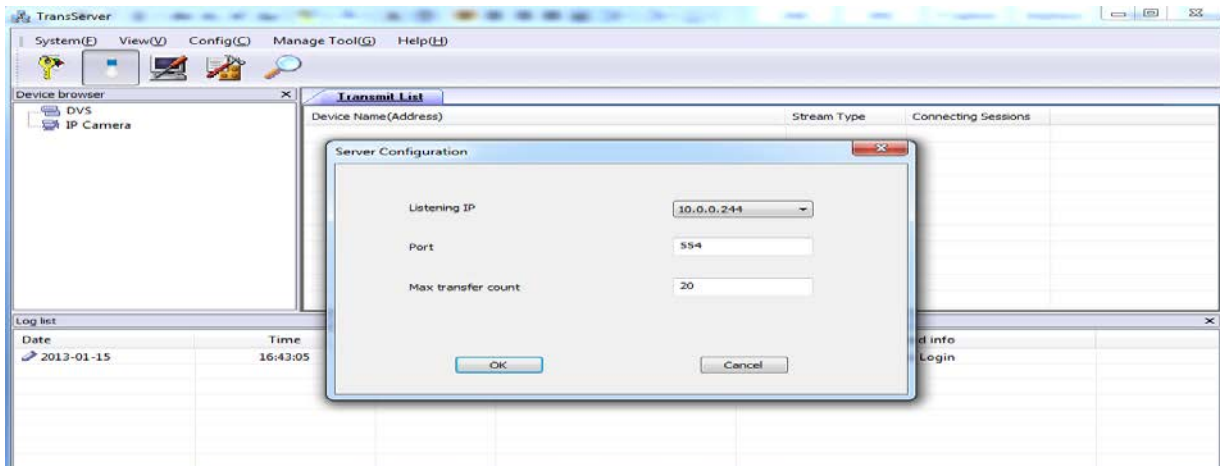 TransServer
System(F) View(V) Config(C) Manage Tool(G) Help(H)
Device browser
DVS
IP Camera
Transmit List
Device Name(Address) Stream Type Connecting Sessions
Server Configuration
Listening IP 10.0.0.244
Port 554
Max transfer count 20
OK Cancel
Log list
Date Time d info
2013-01-15 16:43:05 Login